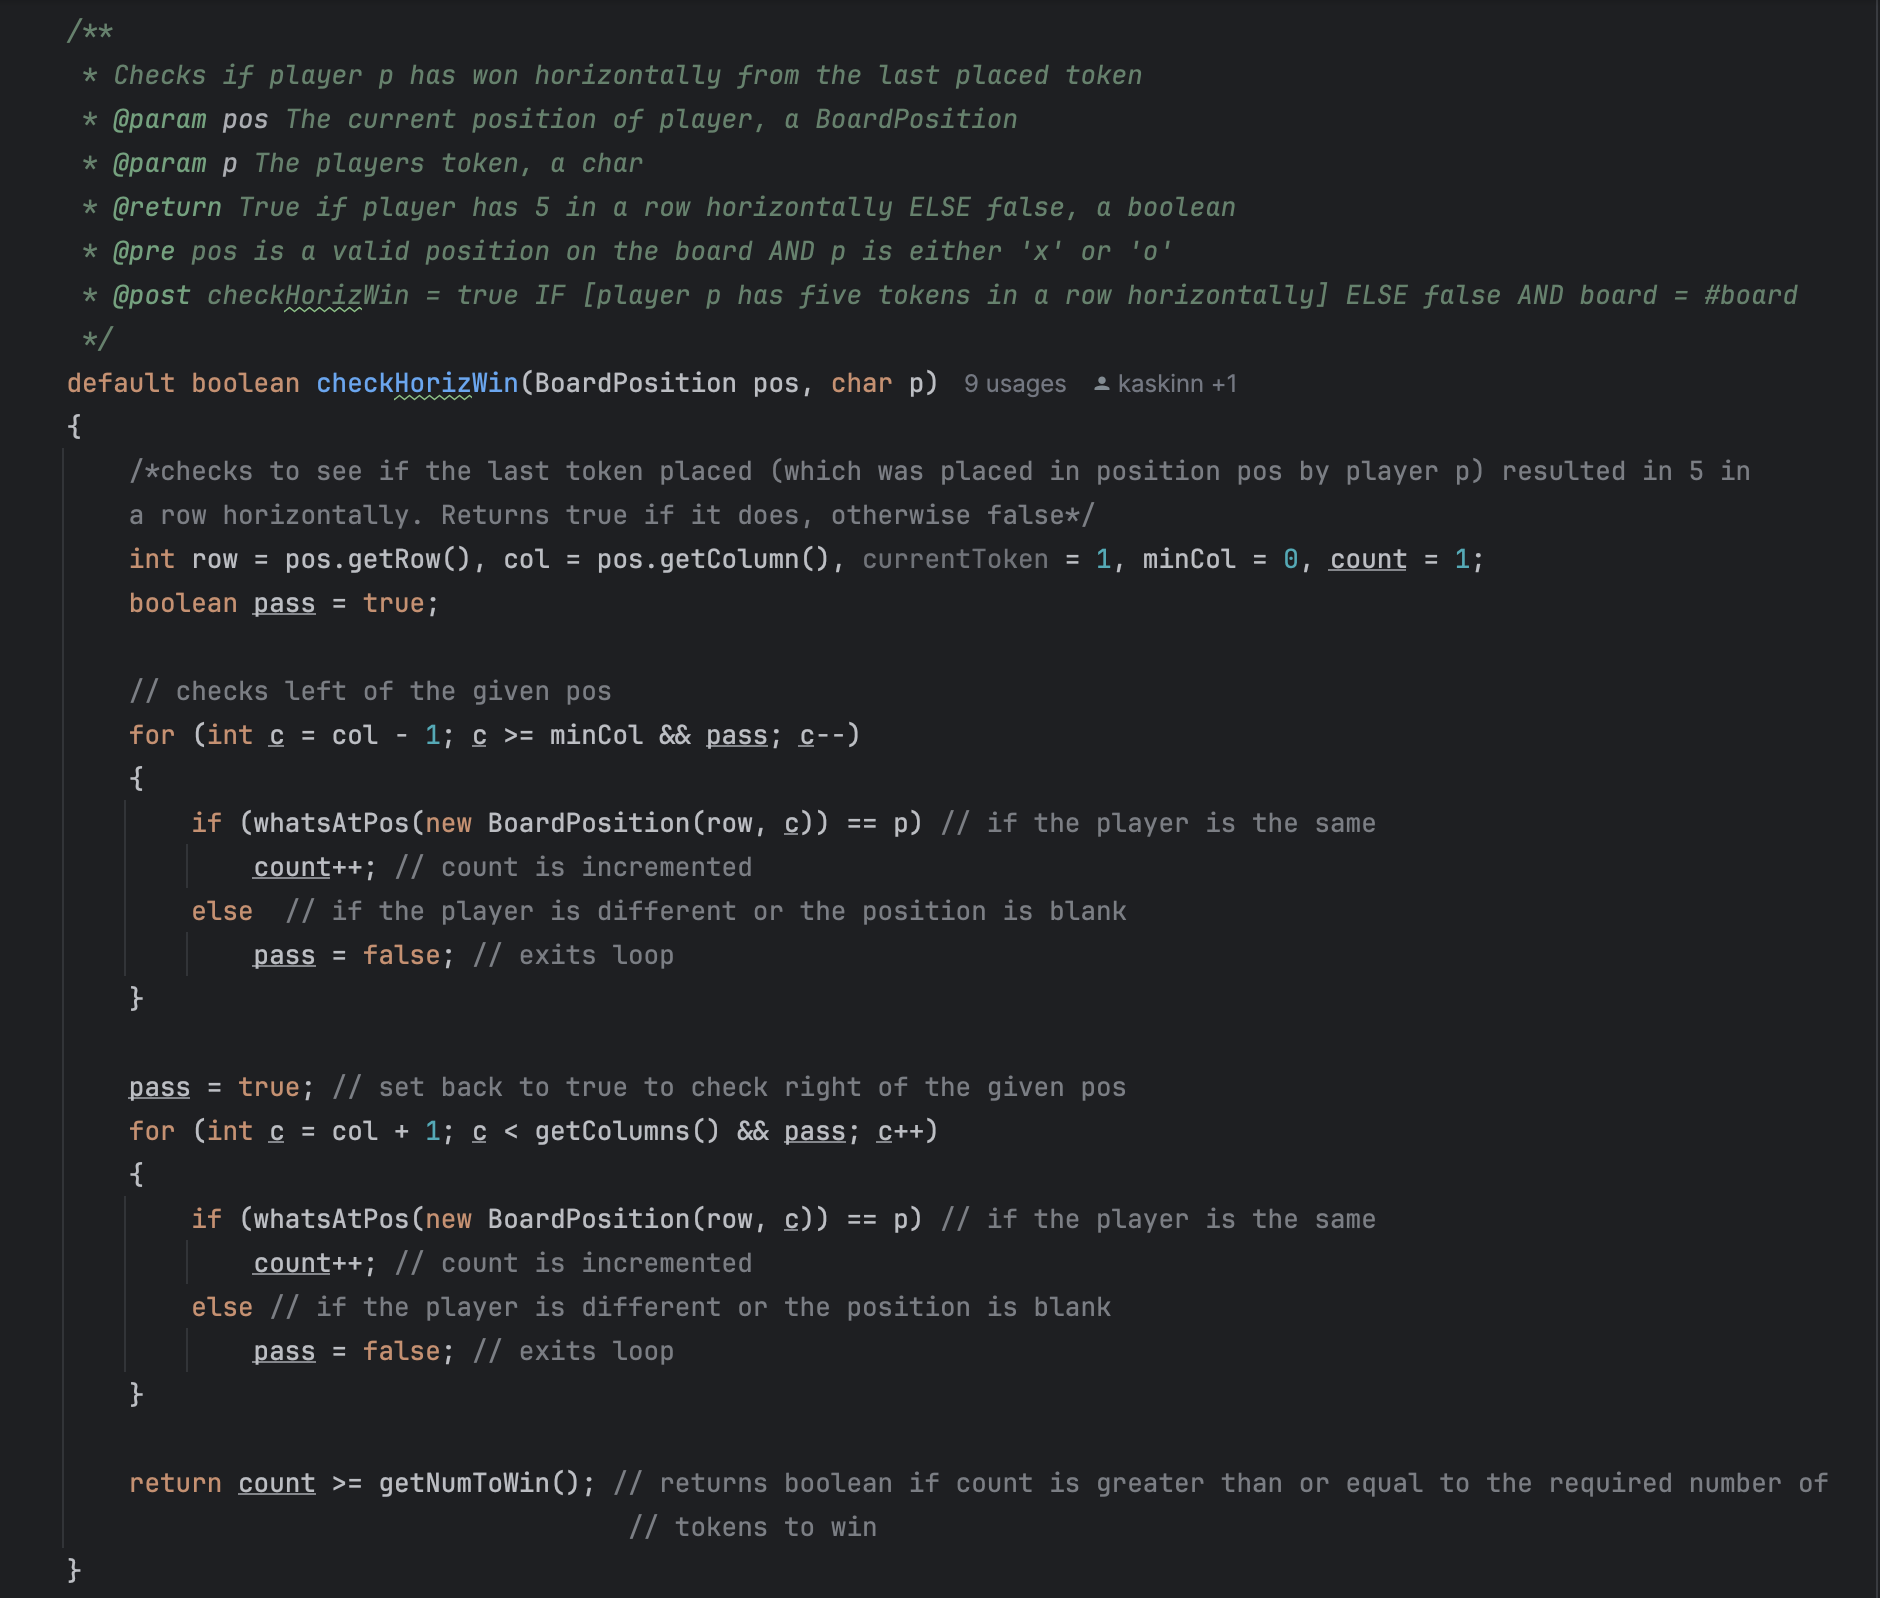 /**
 * Checks if player p has won horizontally from the last placed token
 * @param pos The current position of player, a BoardPosition
 * @param p The players token, a char
 * @return True if player has 5 in a row horizontally ELSE false, a boolean
 * @pre pos is a valid position on the board AND p is either 'x' or 'o'
 * @post checkHorizWin = true IF [player p has five tokens in a row horizontally] ELSE false AND board = #board
 */
default boolean checkHorizWin(BoardPosition pos, char p) 9 usages kaskinn +1
{
    /*checks to see if the last token placed (which was placed in position pos by player p) resulted in 5 in
    a row horizontally. Returns true if it does, otherwise false*/
    int row = pos.getRow(), col = pos.getColumn(), currentToken = 1, minCol = 0, count = 1;
    boolean pass = true;

    // checks left of the given pos
    for (int c = col - 1; c >= minCol && pass; c--)
    {
        if (whatsAtPos(new BoardPosition(row, c)) == p) // if the player is the same
            count++; // count is incremented
        else  // if the player is different or the position is blank
            pass = false; // exits loop
    }

    pass = true; // set back to true to check right of the given pos
    for (int c = col + 1; c < getColumns() && pass; c++)
    {
        if (whatsAtPos(new BoardPosition(row, c)) == p) // if the player is the same
            count++; // count is incremented
        else // if the player is different or the position is blank
            pass = false; // exits loop
    }

    return count >= getNumToWin(); // returns boolean if count is greater than or equal to the required number of
                                    // tokens to win
}